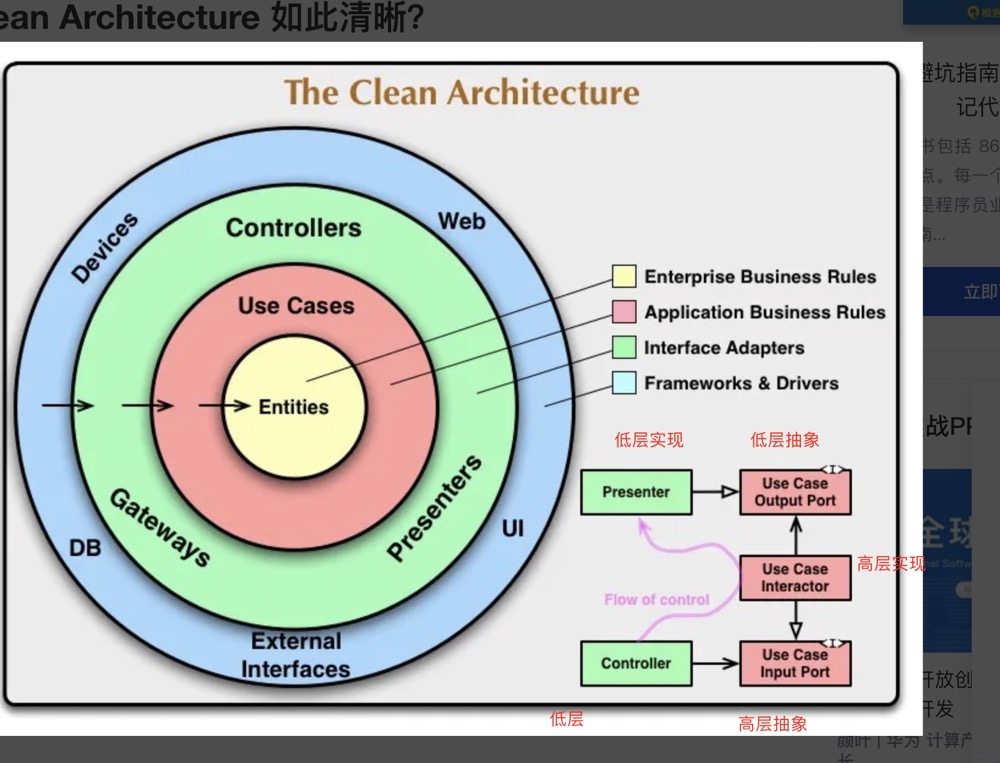 ean Architecture 如此清晰?
The Clean Architecture
Devices
Controllers
Web
Use Cases
Entities
Gateways
Presenters
DB
UI
External
Interfaces
Enterprise Business Rules
Application Business Rules
Interface Adapters
Frameworks & Drivers
低层实现
低层抽象
Presenter
<I>
Use Case
Output Port
Use Case
Interactor
高层实现
Flow of control
Controller
<I>
Use Case
Input Port
低层
高层抽象
避坑指南
记代
书包括 86
点。每一个
是程序员业
南...
立即
战PF
全球
nal Softw
开放创
开发
颜叶 | 华为 计算产
长